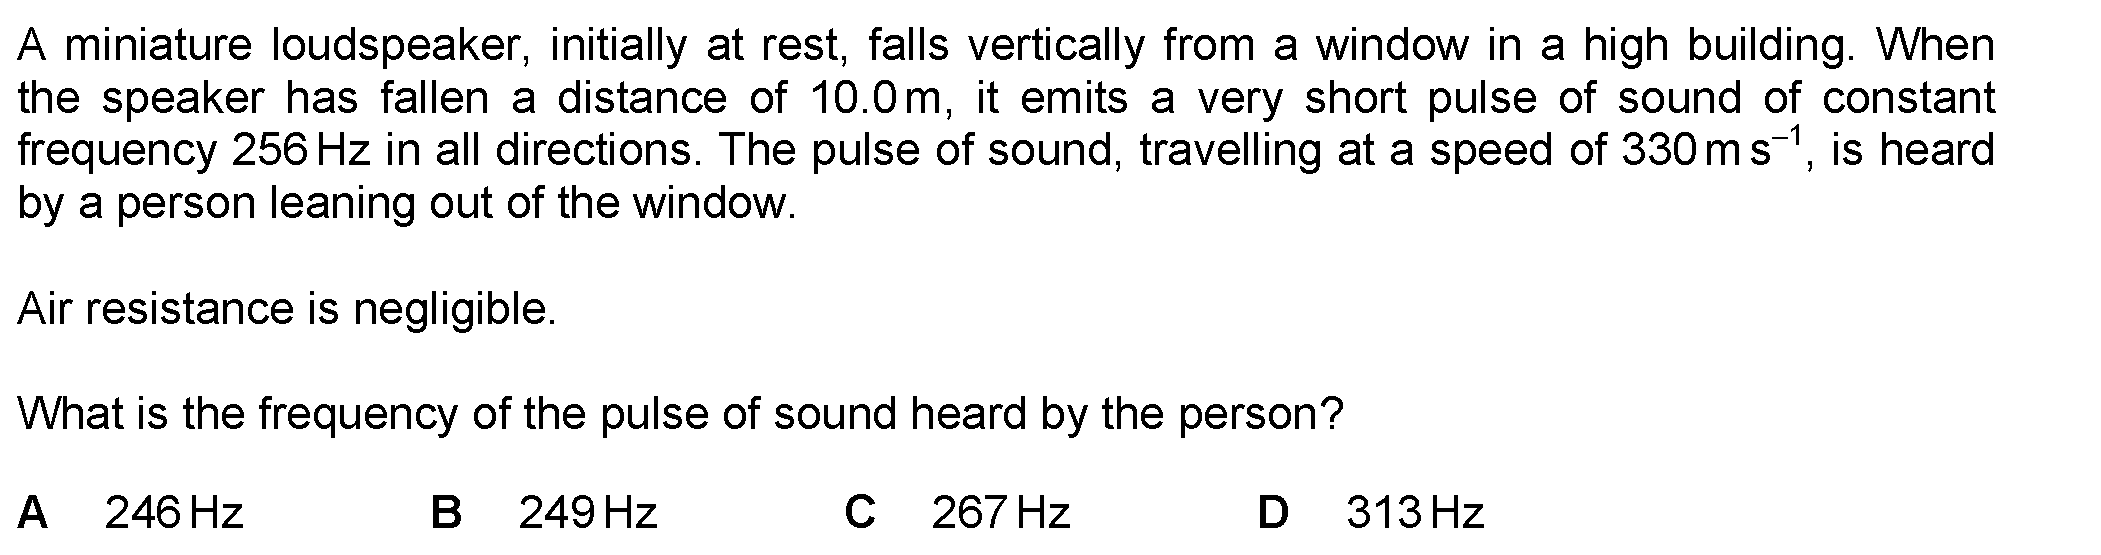 A miniature loudspeaker, initially at rest, falls vertically from a window in a high building. When
the speaker has fallen a distance of 10.0 m, it emits a very short pulse of sound of constant
frequency 256 Hz in all directions. The pulse of sound, travelling at a speed of 330 m s⁻¹, is heard
by a person leaning out of the window.
Air resistance is negligible.
What is the frequency of the pulse of sound heard by the person?
A 246 Hz B 249 Hz C 267 Hz D 313 Hz